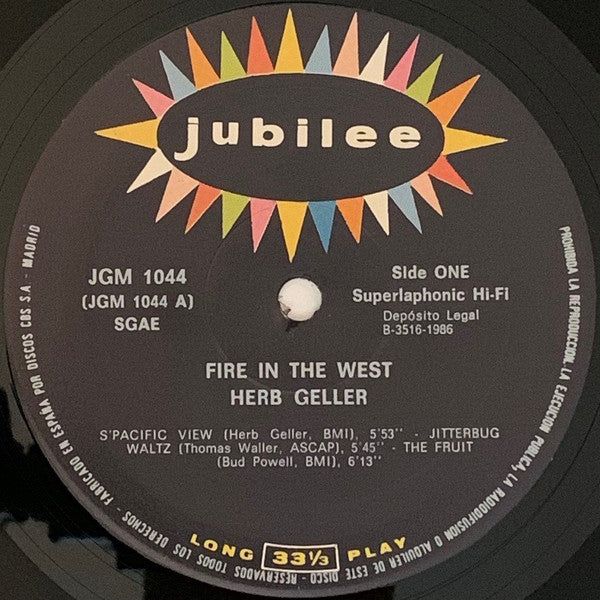 jubilee
JGM 1044
(JGM 1044 A)
SGAE
Side ONE
Superlaphonic Hi-Fi
Depósito Legal
B-3516-1986
FIRE IN THE WEST
HERB GELLER
S'PACIFIC VIEW (Herb Geller, BMI), 5'53'' - JITTERBUG
WALTZ (Thomas Waller, ASCAP), 5'45'' - THE FRUIT
(Bud Powell, BMI), 6'13''
LONG 33⅓ PLAY
FABRICADO EN ESPAÑA POR DISCOS CBS S.A - MADRID
PROHIBIDA LA REPRODUCCION, LA EJECUCION PUBLICA, LA RADIODIFUSION O ALQUILER DE ESTE DISCO - RESERVADOS TODOS LOS DERECHOS -